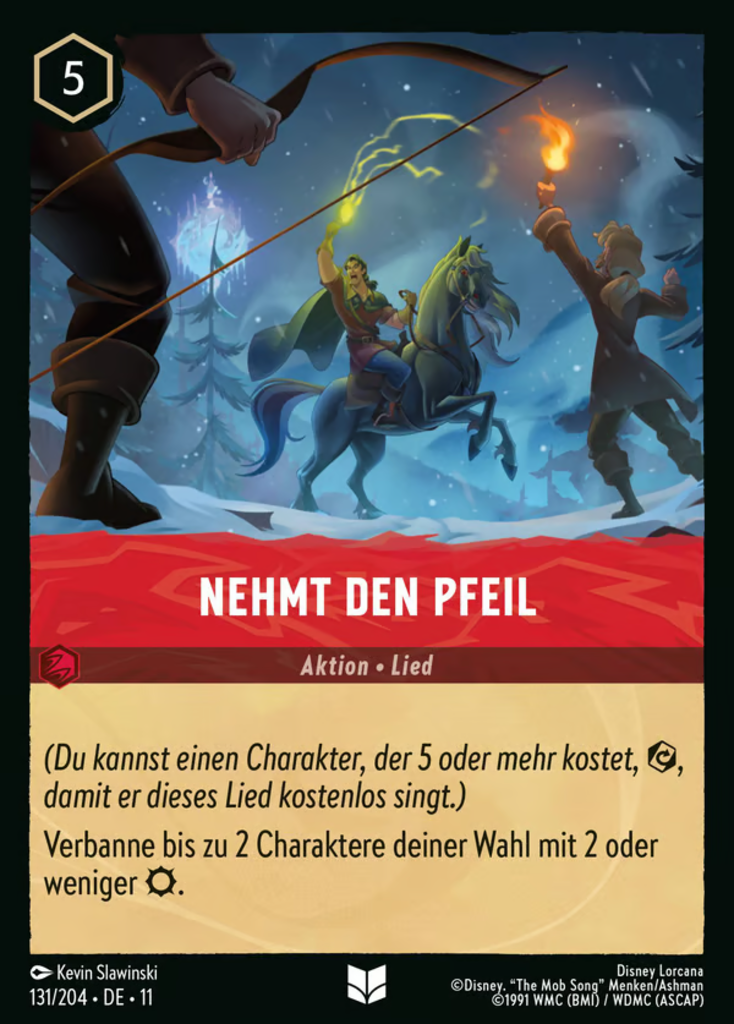 5
NEHMT DEN PFEIL
Aktion • Lied
(Du kannst einen Charakter, der 5 oder mehr kostet, ,
damit er dieses Lied kostenlos singt.)
Verbanne bis zu 2 Charaktere deiner Wahl mit 2 oder
weniger .
Kevin Slawinski
131/204 • DE • 11
Disney Lorcana
©Disney. "The Mob Song" Menken/Ashman
©1991 WMC (BMI) / WDMC (ASCAP)